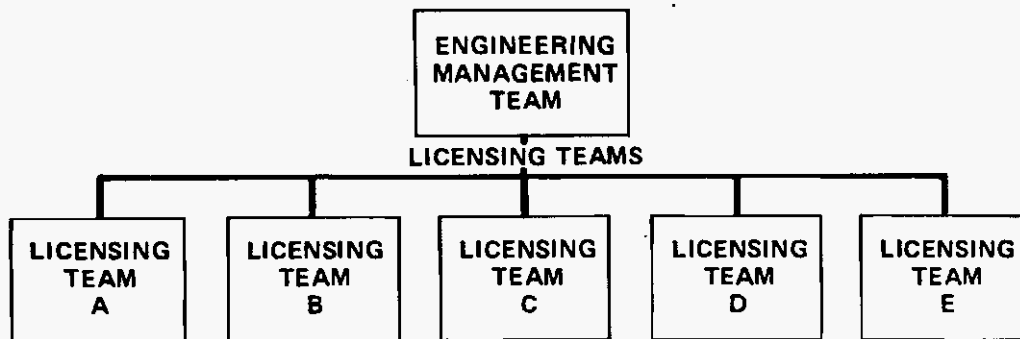 ENGINEERING
MANAGEMENT
TEAM
LICENSING TEAMS
LICENSING
TEAM
A
LICENSING
TEAM
B
LICENSING
TEAM
C
LICENSING
TEAM
D
LICENSING
TEAM
E